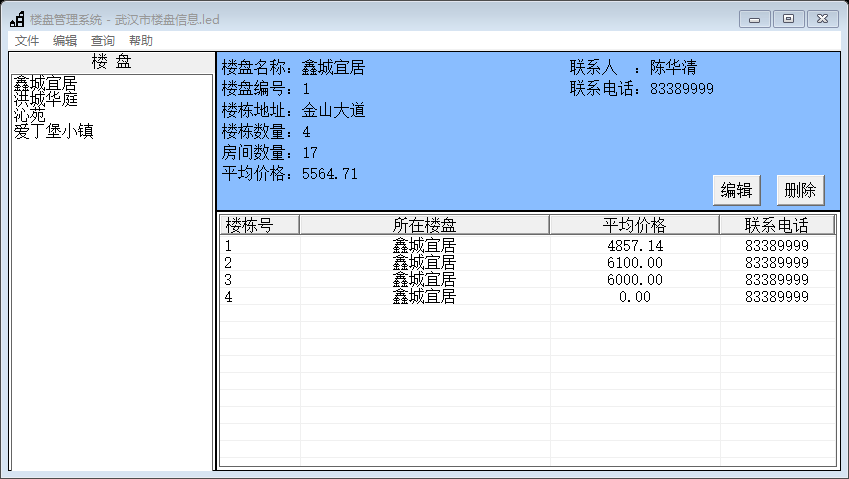 楼盘管理系统 - 武汉市楼盘信息.led
文件 编辑 查询 帮助
楼 盘
鑫城宜居
洪城华庭
沁苑
爱丁堡小镇
楼盘名称: 鑫城宜居 联系人 : 陈华清
楼盘编号: 1 联系电话: 83389999
楼栋地址: 金山大道
楼栋数量: 4
房间数量: 17
平均价格: 5564.71
编辑 删除
楼栋号 所在楼盘 平均价格 联系电话
1 鑫城宜居 4857.14 83389999
2 鑫城宜居 6100.00 83389999
3 鑫城宜居 6000.00 83389999
4 鑫城宜居 0.00 83389999